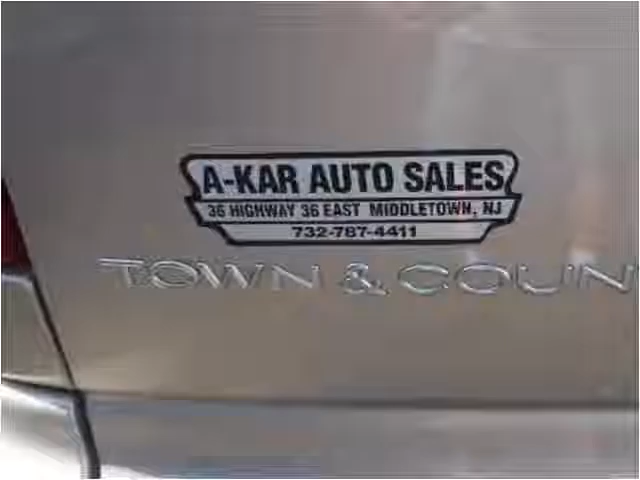 A-KAR AUTO SALES
36 HIGHWAY 36 EAST MIDDLETOWN, NJ
732-787-4411
TOWN & COUN